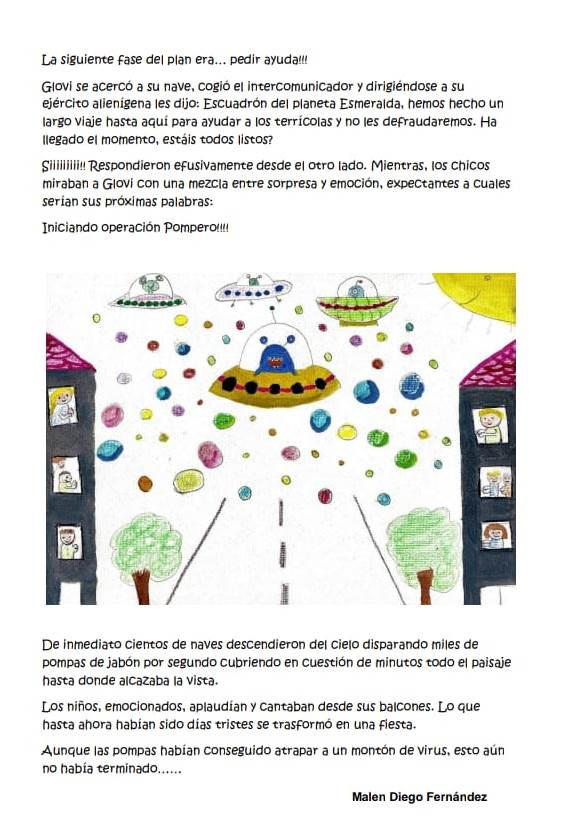 La siguiente fase del plan era... pedir ayuda!!!
Glovi se acercó a su nave, cogió el intercomunicador y dirigiéndose a su
ejército alienígena les dijo: Escuadrón del planeta Esmeralda, hemos hecho un
largo viaje hasta aquí para ayudar a los terrícolas y no les defraudaremos. Ha
llegado el momento, estáis todos listos?
Siiiiiiiii!! Respondieron efusivamente desde el otro lado. Mientras, los chicos
miraban a Glovi con una mezcla entre sorpresa y emoción, expectantes a cuales
serían sus próximas palabras:
Iniciando operación Pompero!!!!
De inmediato cientos de naves descendieron del cielo disparando miles de
pompas de jabón por segundo cubriendo en cuestión de minutos todo el paisaje
hasta donde alcazaba la vista.
Los niños, emocionados, aplaudían y cantaban desde sus balcones. Lo que
hasta ahora habían sido días tristes se trasformó en una fiesta.
Aunque las pompas habían conseguido atrapar a un montón de virus, esto aún
no había terminado......
Malen Diego Fernández